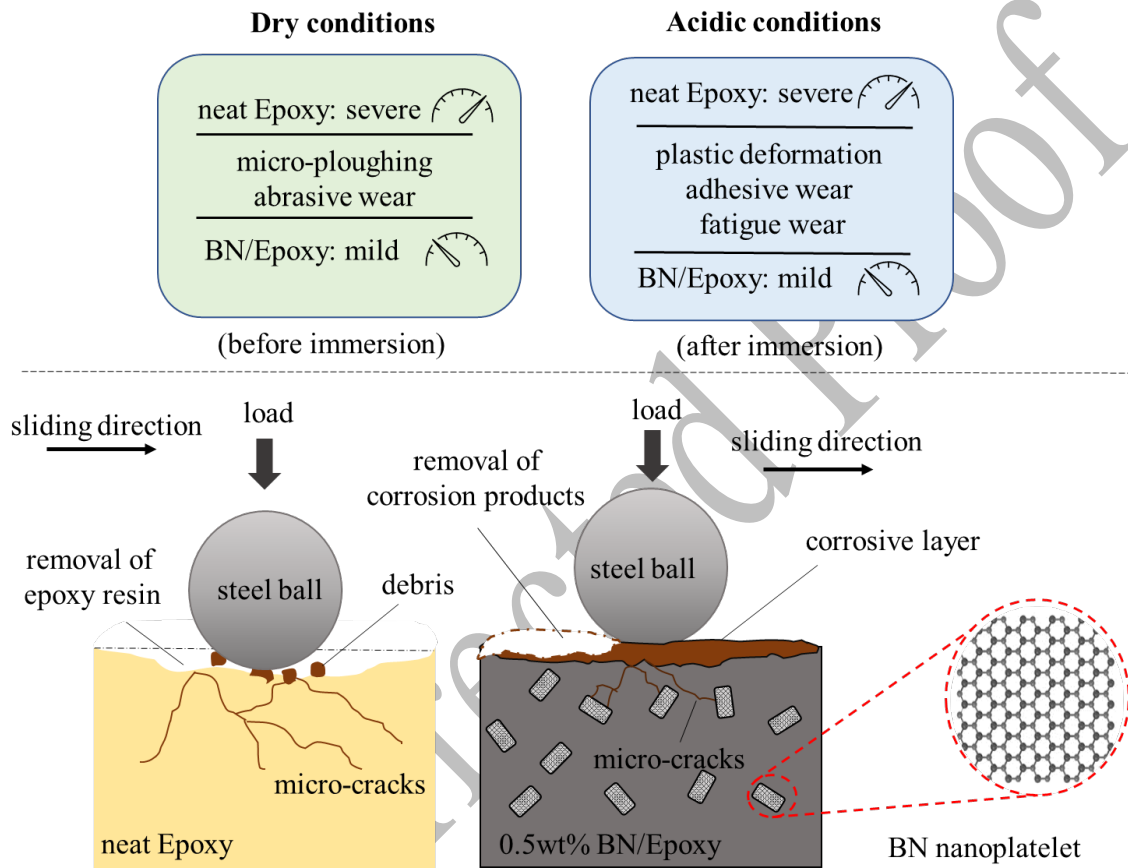 Dry conditions
neat Epoxy: severe
micro-ploughing
abrasive wear
BN/Epoxy: mild
(before immersion)
Acidic conditions
neat Epoxy: severe
plastic deformation
adhesive wear
fatigue wear
BN/Epoxy: mild
(after immersion)
sliding direction
load
removal of
epoxy resin
steel ball
debris
micro-cracks
neat Epoxy
load
sliding direction
removal of
corrosion products
steel ball
corrosive layer
micro-cracks
0.5wt% BN/Epoxy
BN nanoplatelet
Proof